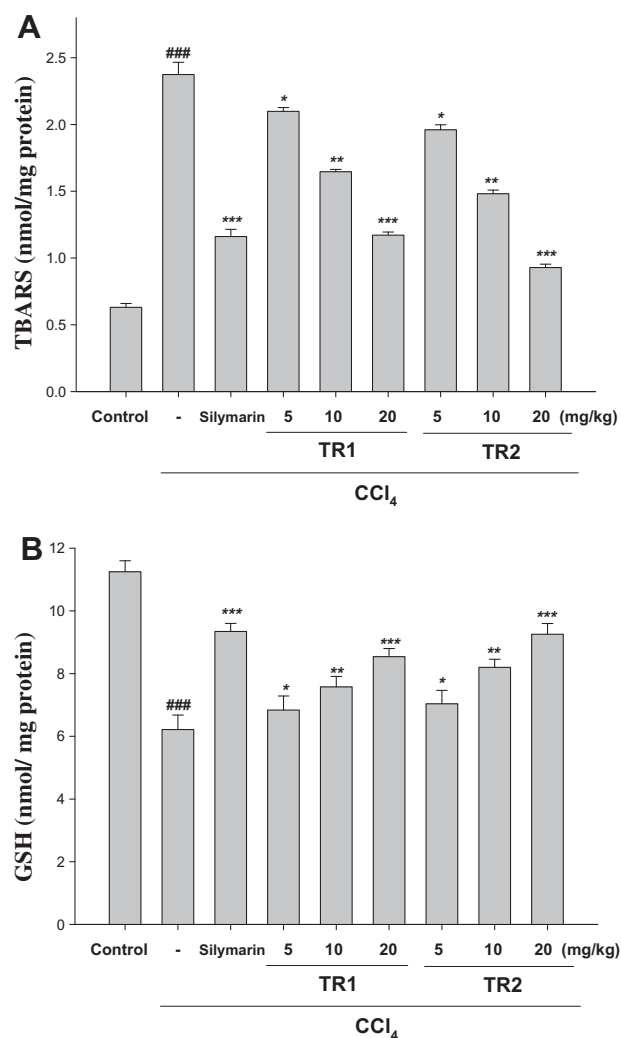 A
TBARS (nmol/mg protein)
2.5
2.0
1.5
1.0
0.5
0.0
###
***
*
**
***
*
**
***
Control - Silymarin 5 10 20 5 10 20 (mg/kg)
TR1 TR2
CCl₄
B
GSH (nmol/ mg protein)
12
10
8
6
4
2
0
###
***
*
**
***
*
**
***
Control - Silymarin 5 10 20 5 10 20 (mg/kg)
TR1 TR2
CCl₄